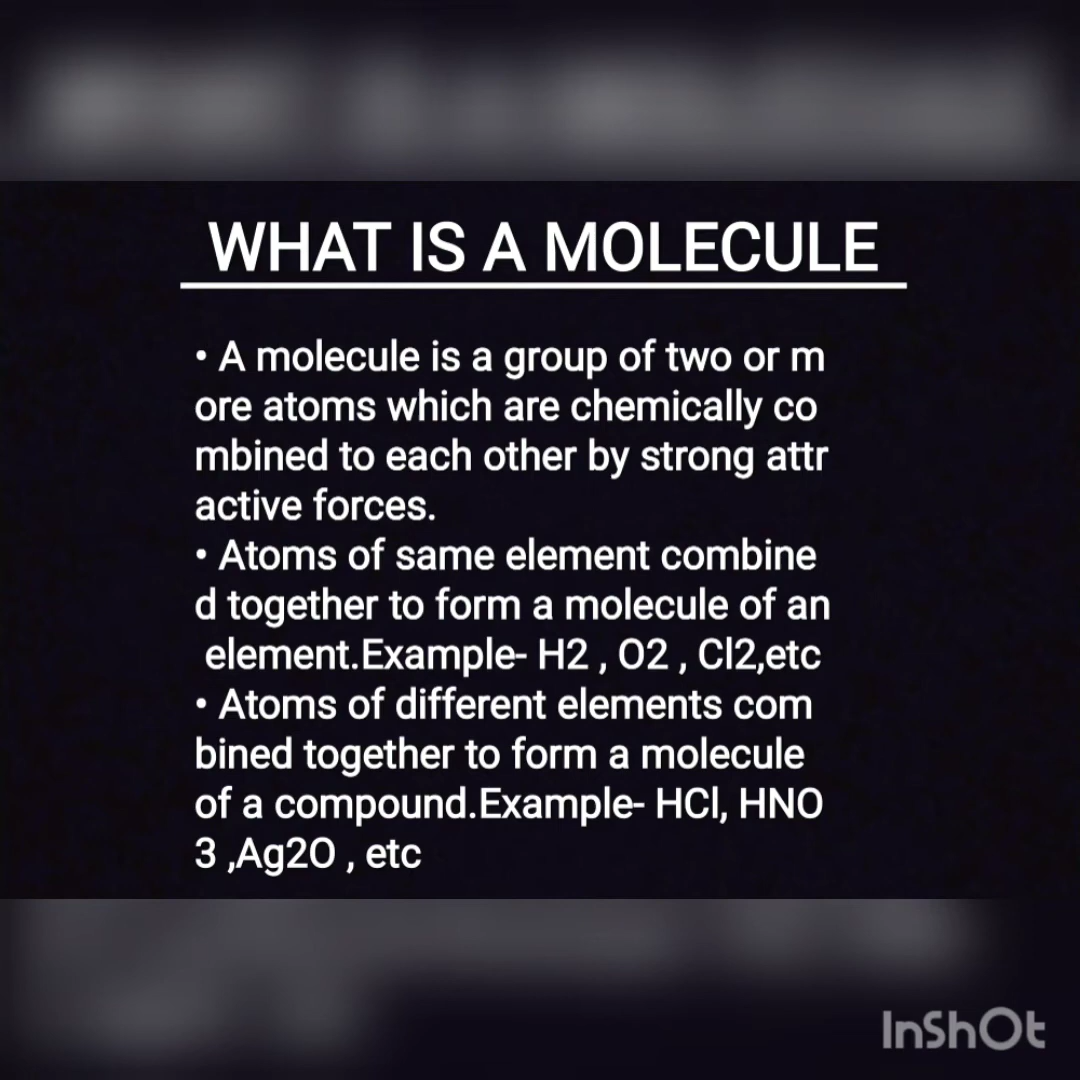 WHAT IS A MOLECULE
• A molecule is a group of two or m
ore atoms which are chemically co
mbined to each other by strong attr
active forces.
• Atoms of same element combine
d together to form a molecule of an
element.Example- H2 , O2 , Cl2,etc
• Atoms of different elements com
bined together to form a molecule
of a compound.Example- HCl, HNO
3 ,Ag2O , etc
InShOt